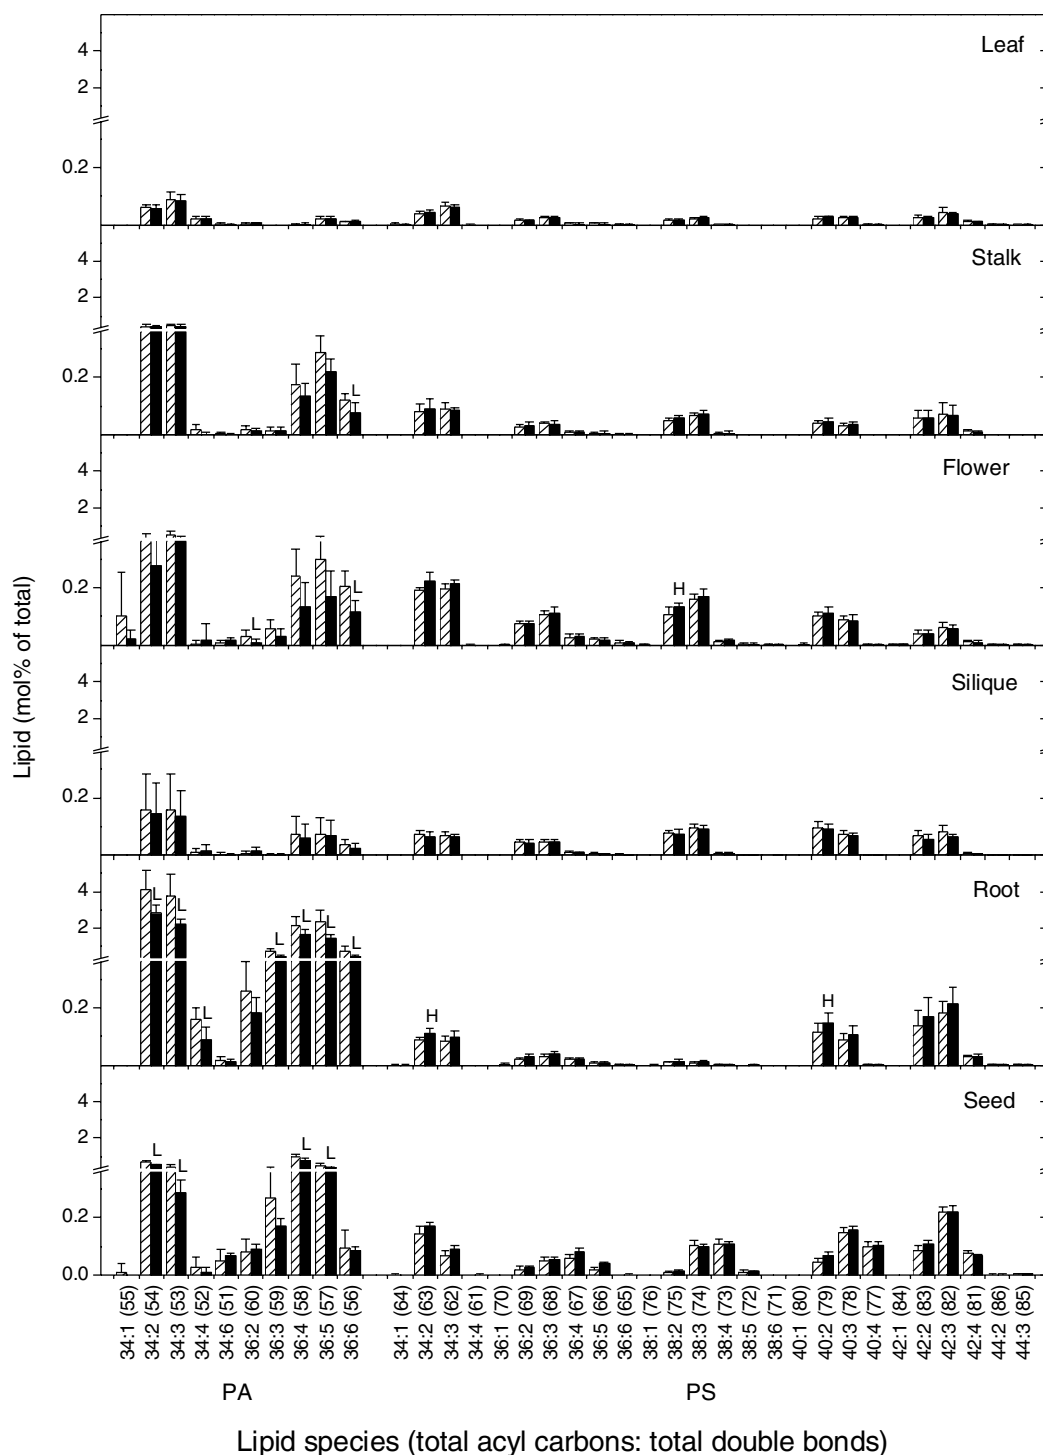 4
2
0.2
Leaf
4
2
0.2
Stalk
L
4
2
0.2
Flower
L
L
H
4
2
0.2
Silique
4
2
0.2
Root
L
L
L
L
L
L
L
H
H
4
2
0.2
0.0
Seed
L
L
L
L
Lipid (mol% of total)
34:1 (55)
34:2 (54)
34:3 (53)
34:4 (52)
34:6 (51)
36:2 (60)
36:3 (59)
36:4 (58)
36:5 (57)
36:6 (56)
34:1 (64)
34:2 (63)
34:3 (62)
34:4 (61)
36:1 (70)
36:2 (69)
36:3 (68)
36:4 (67)
36:5 (66)
36:6 (65)
38:1 (76)
38:2 (75)
38:3 (74)
38:4 (73)
38:5 (72)
38:6 (71)
40:1 (80)
40:2 (79)
40:3 (78)
40:4 (77)
42:1 (84)
42:2 (83)
42:3 (82)
42:4 (81)
44:2 (86)
44:3 (85)
PA
PS
Lipid species (total acyl carbons: total double bonds)